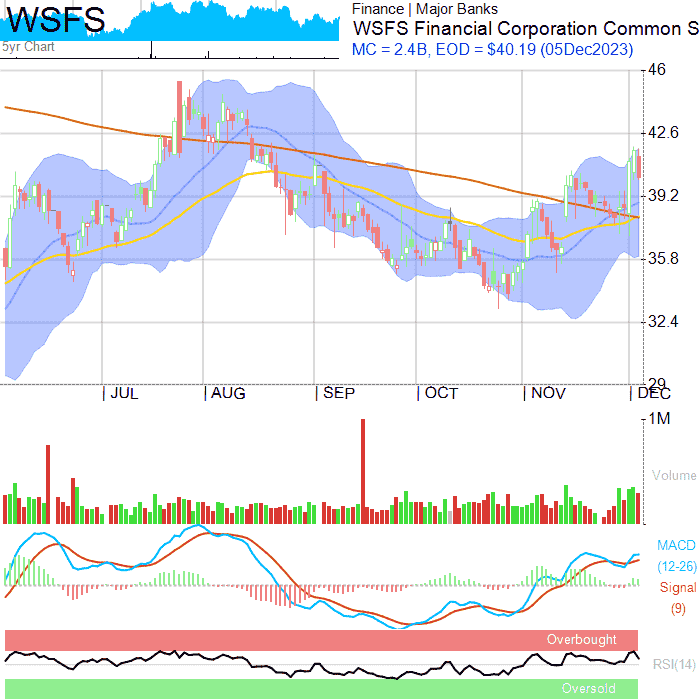 WSFS
5yr Chart
Finance | Major Banks
WSFS Financial Corporation Common S
MC = 2.4B, EOD = $40.19 (05Dec2023)
46
42.6
39.2
35.8
32.4
29
JUL AUG SEP OCT NOV DEC
1M
Volume
MACD
(12-26)
Signal
(9)
Overbought
RSI(14)
Oversold